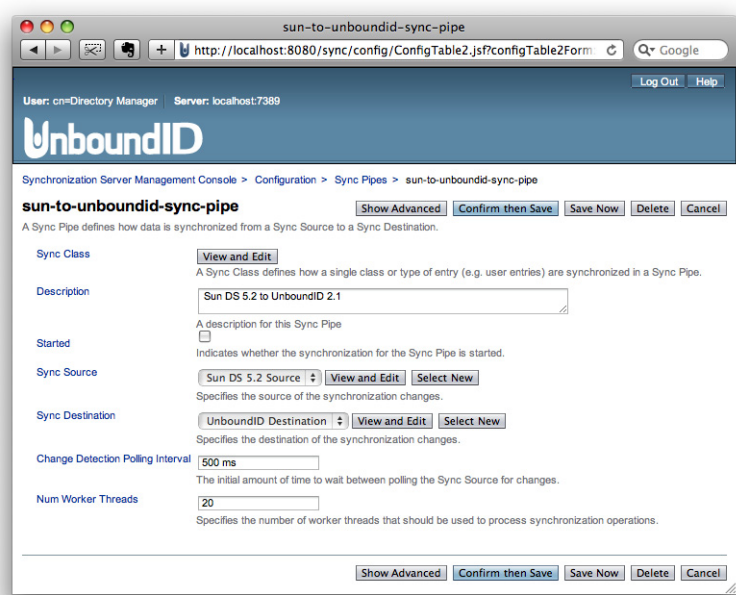 sun-to-unboundid-sync-pipe
http://localhost:8080/sync/config/ConfigTable2.jsf?configTable2Form:
Google
Log Out Help
User: cn=Directory Manager Server: localhost:7389
UnboundID
Synchronization Server Management Console > Configuration > Sync Pipes > sun-to-unboundid-sync-pipe
sun-to-unboundid-sync-pipe Show Advanced Confirm then Save Save Now Delete Cancel
A Sync Pipe defines how data is synchronized from a Sync Source to a Sync Destination.
Sync Class View and Edit
A Sync Class defines how a single class or type of entry (e.g. user entries) are synchronized in a Sync Pipe.
Description Sun DS 5.2 to UnboundID 2.1
A description for this Sync Pipe
Started
Indicates whether the synchronization for the Sync Pipe is started.
Sync Source Sun DS 5.2 Source View and Edit Select New
Specifies the source of the synchronization changes.
Sync Destination UnboundID Destination View and Edit Select New
Specifies the destination of the synchronization changes.
Change Detection Polling Interval 500 ms
The initial amount of time to wait between polling the Sync Source for changes.
Num Worker Threads 20
Specifies the number of worker threads that should be used to process synchronization operations.
Show Advanced Confirm then Save Save Now Delete Cancel